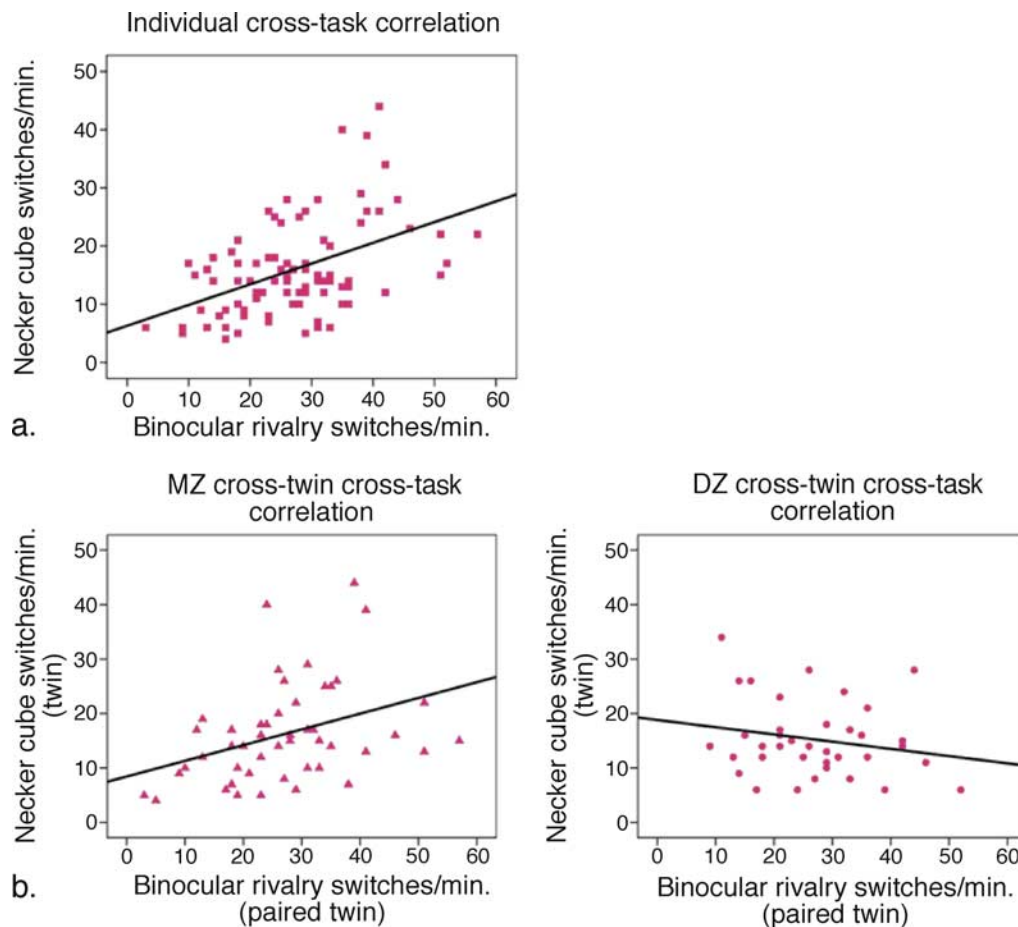 Individual cross-task correlation
Necker cube switches/min.
50
40
30
20
10
0
0 10 20 30 40 50 60
Binocular rivalry switches/min.
a.
MZ cross-twin cross-task
correlation
Necker cube switches/min.
(twin)
50
40
30
20
10
0
0 10 20 30 40 50 60
Binocular rivalry switches/min.
(paired twin)
b.
DZ cross-twin cross-task
correlation
Necker cube switches/min.
(twin)
50
40
30
20
10
0
0 10 20 30 40 50 60
Binocular rivalry switches/min.
(paired twin)